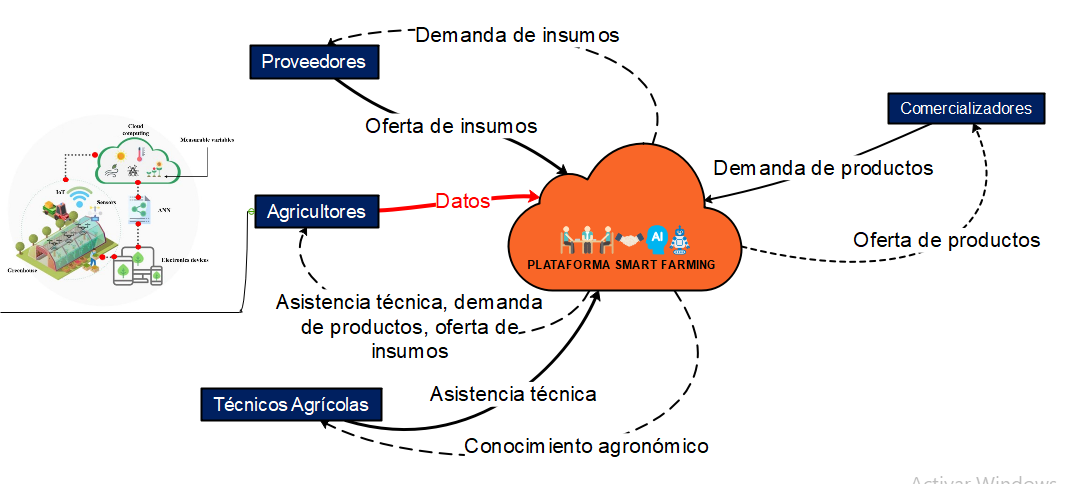 Demanda de insumos
Proveedores
Oferta de insumos
Comercializadores
Demanda de productos
Oferta de productos
Cloud
computing
Measurable variables
IoT
Sensors
ANN
Greenhouse
Electronics devices
Agricultores
Datos
AI
PLATAFORMA SMART FARMING
Asistencia técnica, demanda
de productos, oferta de
insumos
Técnicos Agrícolas
Asistencia técnica
Conocimiento agronómico
Activar Windows